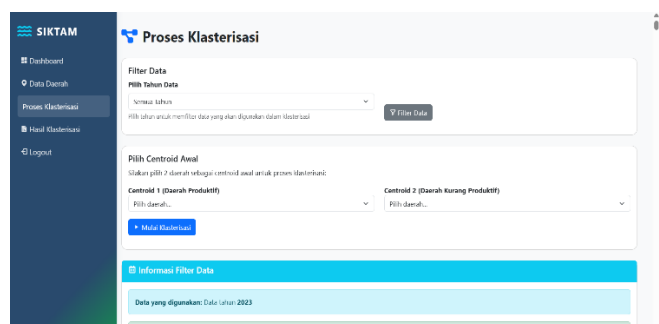 SIKTAM
Dashboard
Data Daerah
Proses Klasterisasi
Hasil Klasterisasi
Logout
Proses Klasterisasi
Filter Data
Pilih Tahun Data
Semua Tahun
Filter Data
Pilih tahun untuk memfilter data yang akan digunakan dalam klasterisasi
Pilih Centroid Awal
Silakan pilih 2 daerah sebagai centroid awal untuk proses klasterisasi:
Centroid 1 (Daerah Produktif)
Pilih daerah...
Centroid 2 (Daerah Kurang Produktif)
Pilih daerah...
Mulai Klasterisasi
Informasi Filter Data
Data yang digunakan: Data tahun 2023